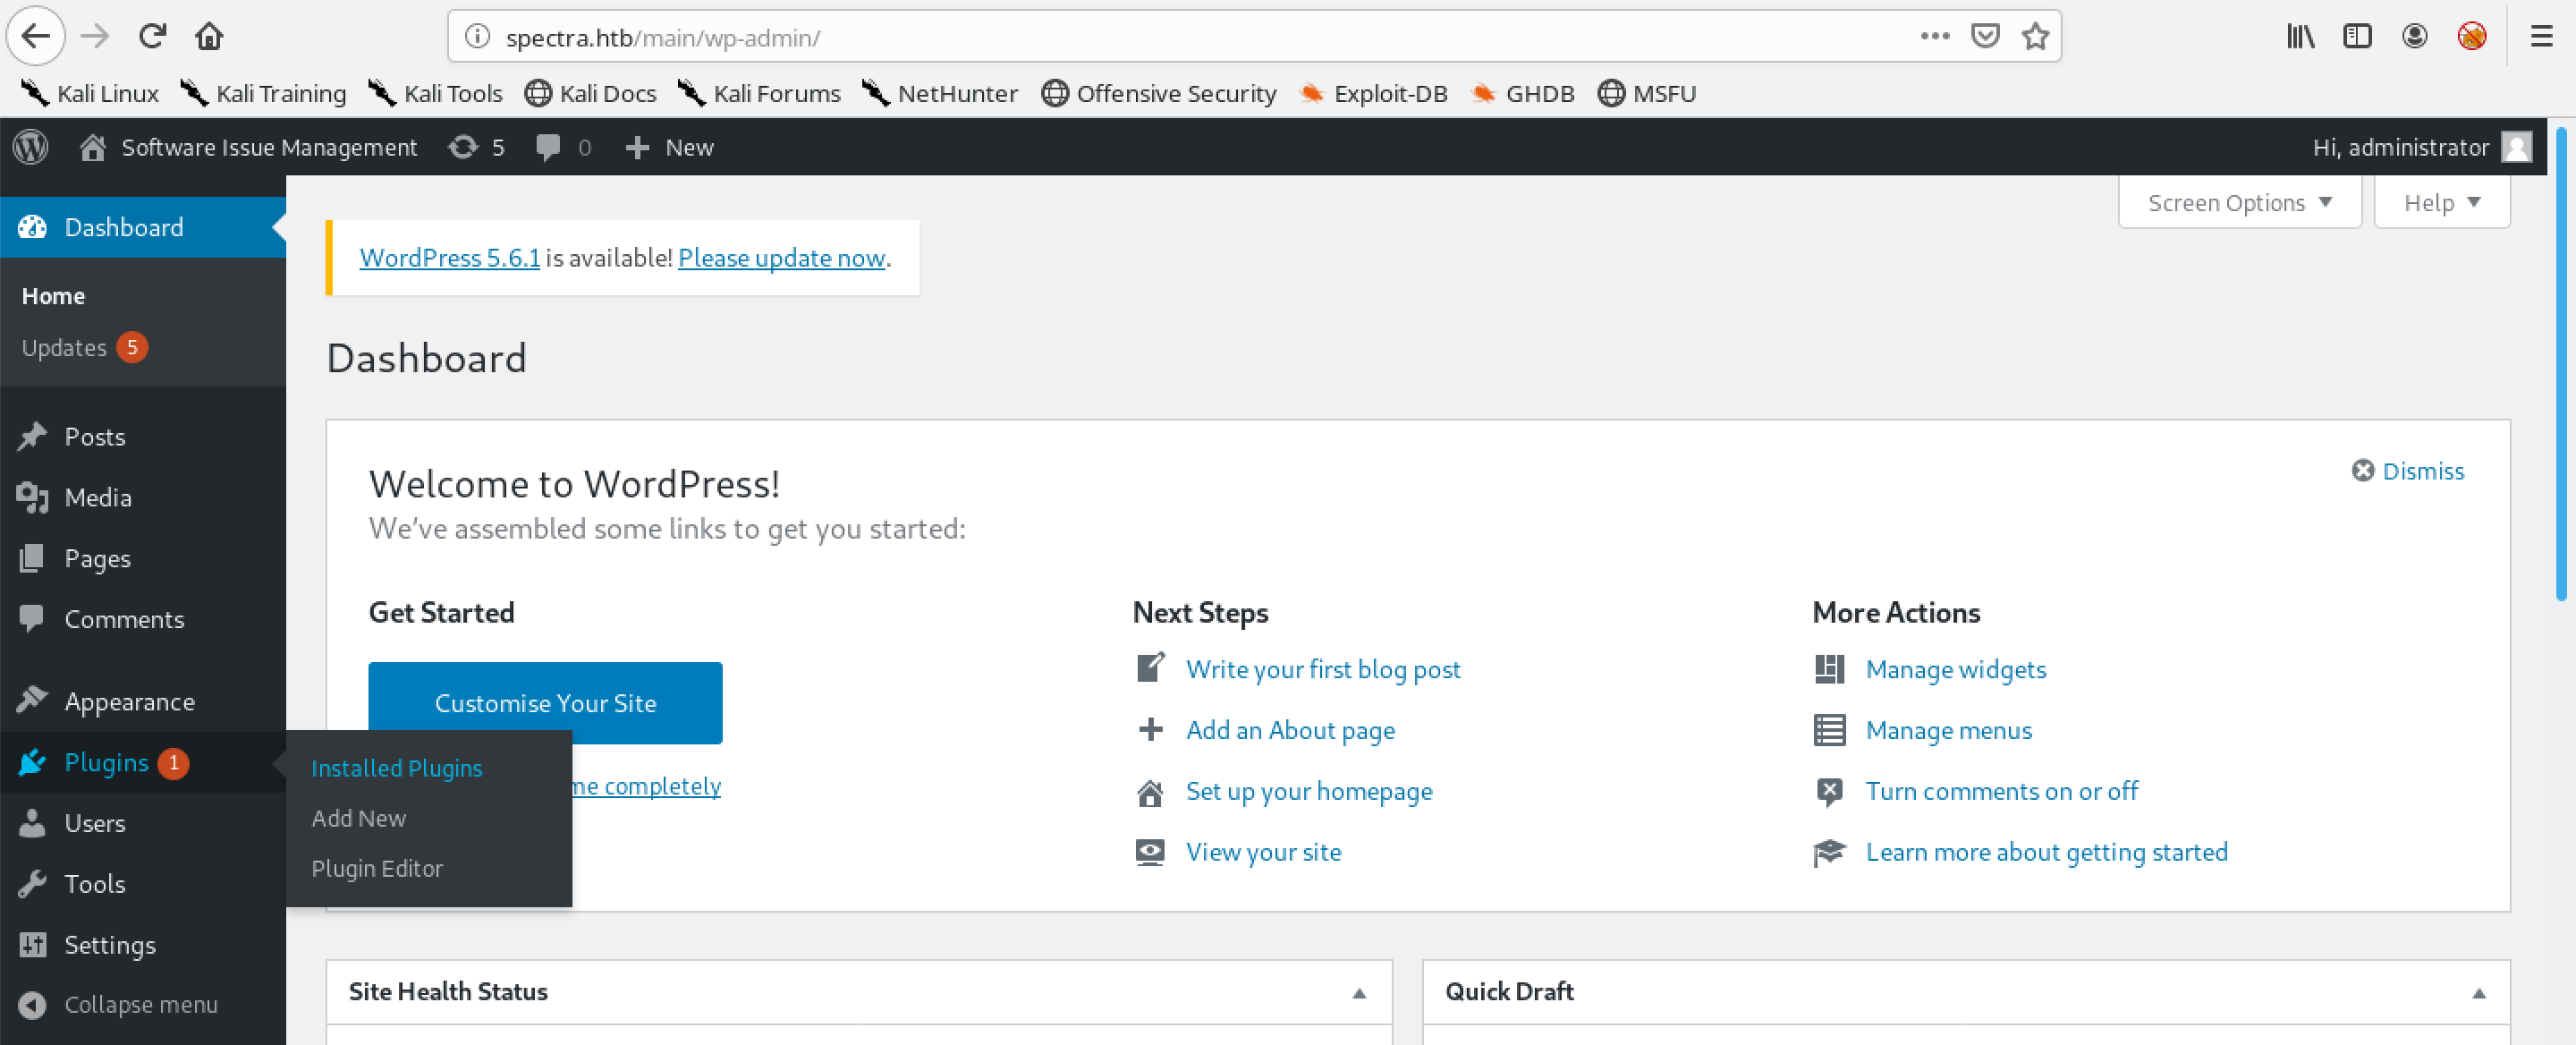 spectra.htb/main/wp-admin/
Kali Linux Kali Training Kali Tools Kali Docs Kali Forums NetHunter Offensive Security Exploit-DB GHDB MSFU
Software Issue Management 5 0 New Hi, administrator
Screen Options Help
Dashboard
Home
Updates 5
Posts
Media
Pages
Comments
Appearance
Plugins 1
Installed Plugins
Add New
Plugin Editor
Users
Tools
Settings
Collapse menu
WordPress 5.6.1 is available! Please update now.
Dashboard
Welcome to WordPress!
Dismiss
We've assembled some links to get you started:
Get Started
Customise Your Site
me completely
Next Steps
Write your first blog post
Add an About page
Set up your homepage
View your site
More Actions
Manage widgets
Manage menus
Turn comments on or off
Learn more about getting started
Site Health Status
Quick Draft